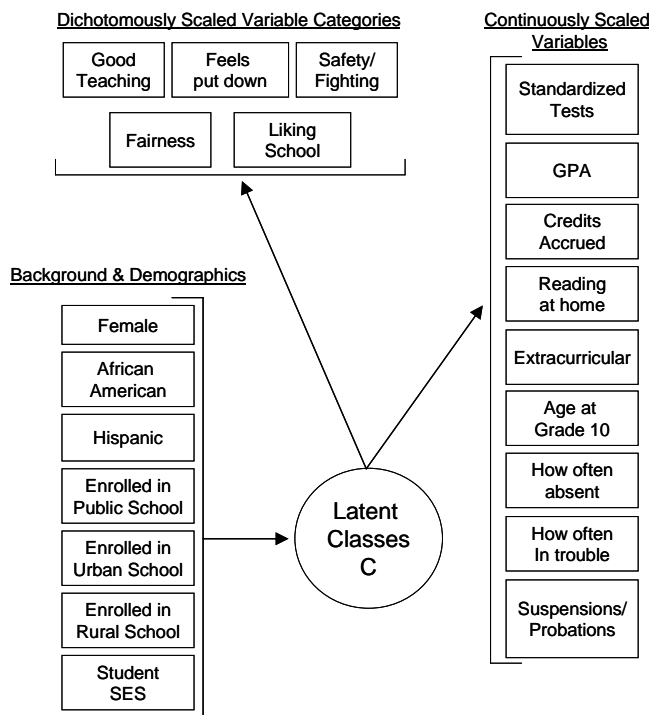 Dichotomously Scaled Variable Categories
Good
Teaching
Feels
put down
Safety/
Fighting
Fairness
Liking
School
Continuously Scaled
Variables
Standardized
Tests
GPA
Credits
Accrued
Reading
at home
Extracurricular
Age at
Grade 10
How often
absent
How often
In trouble
Suspensions/
Probations
Background & Demographics
Female
African
American
Hispanic
Enrolled in
Public School
Enrolled in
Urban School
Enrolled in
Rural School
Student
SES
Latent
Classes
C